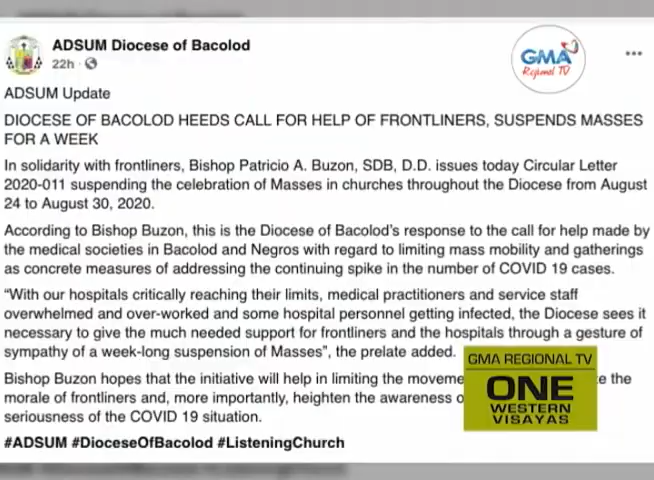 ADSUM Diocese of Bacolod
22h
GMA
Regional TV
ADSUM Update
DIOCESE OF BACOLOD HEEDS CALL FOR HELP OF FRONTLINERS, SUSPENDS MASSES
FOR A WEEK
In solidarity with frontliners, Bishop Patricio A. Buzon, SDB, D.D. issues today Circular Letter
2020-011 suspending the celebration of Masses in churches throughout the Diocese from August
24 to August 30, 2020.
According to Bishop Buzon, this is the Diocese of Bacolod's response to the call for help made by
the medical societies in Bacolod and Negros with regard to limiting mass mobility and gatherings
as concrete measures of addressing the continuing spike in the number of COVID 19 cases.
“With our hospitals critically reaching their limits, medical practitioners and service staff
overwhelmed and over-worked and some hospital personnel getting infected, the Diocese sees it
necessary to give the much needed support for frontliners and the hospitals through a gesture of
sympathy of a week-long suspension of Masses”, the prelate added.
Bishop Buzon hopes that the initiative will help in limiting the the
morale of frontliners and, more importantly, heighten the awareness
seriousness of the COVID 19 situation.
#ADSUM #DioceseOfBacolod #ListeningChurch
GMA REGIONAL TV
ONE
WESTERN
VISAYAS